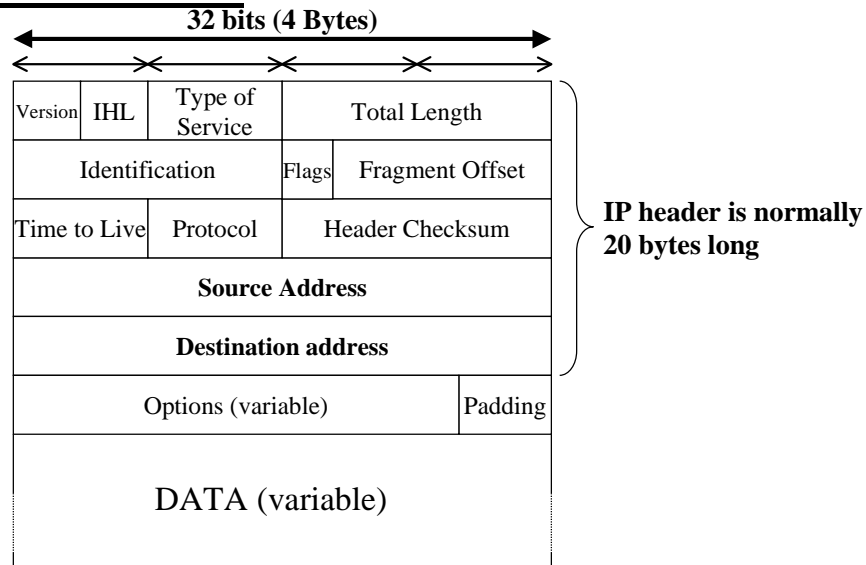 32 bits (4 Bytes)
Version IHL Type of Service Total Length
Identification Flags Fragment Offset
Time to Live Protocol Header Checksum
Source Address
Destination address
Options (variable) Padding
DATA (variable)
IP header is normally
20 bytes long